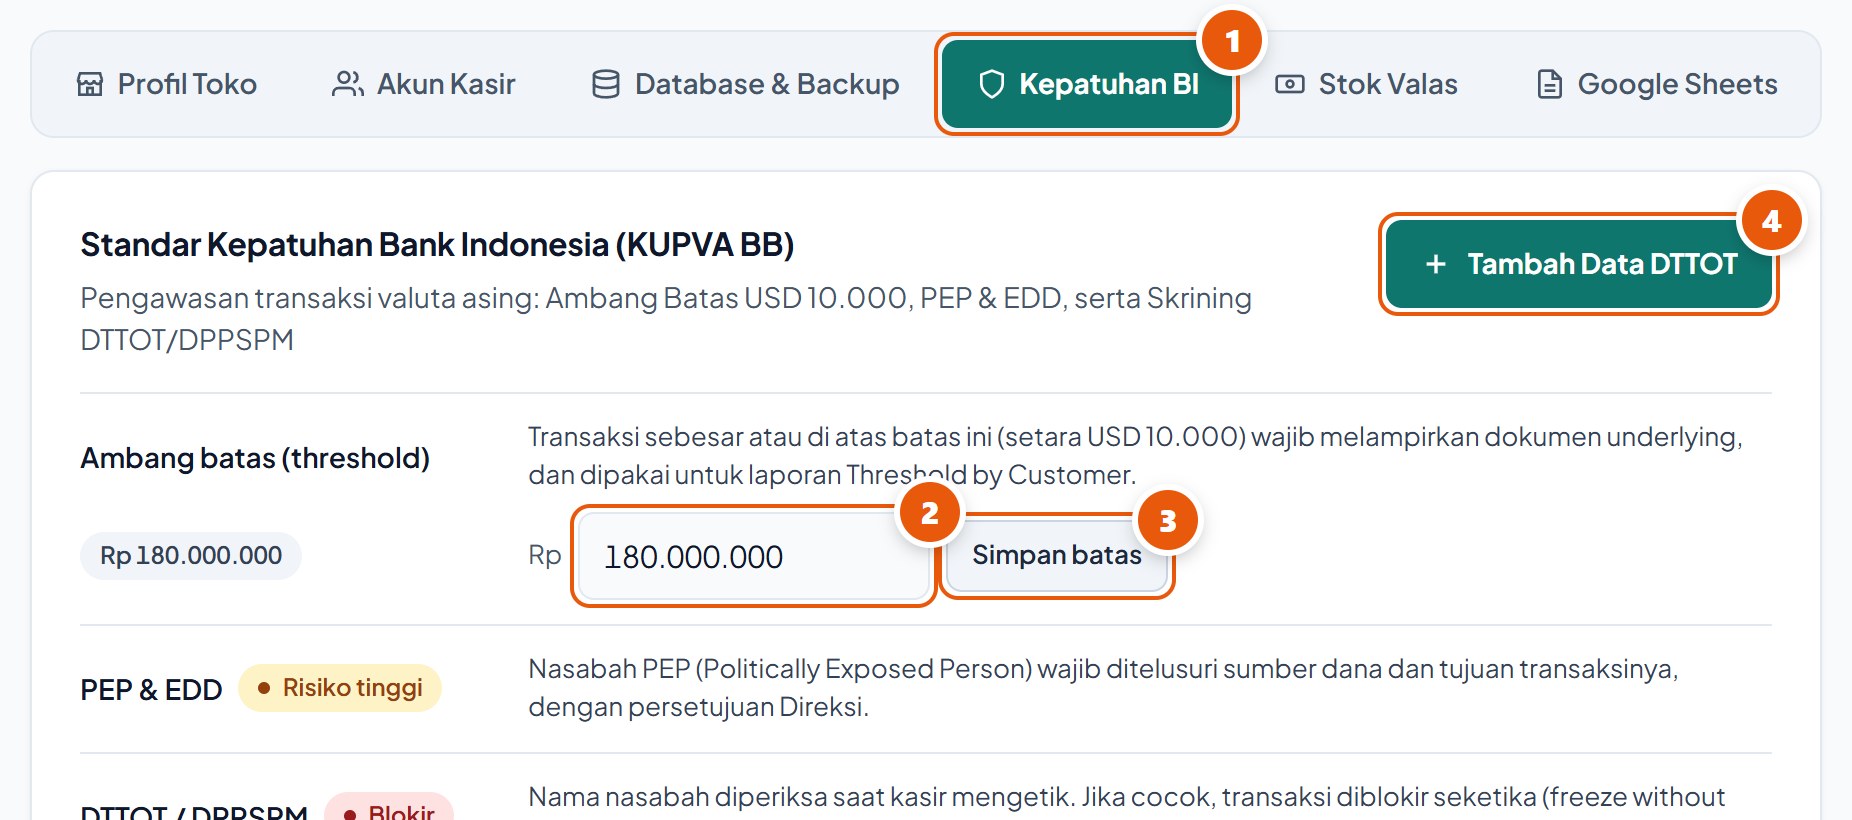 Profil Toko
Akun Kasir
Database & Backup
Kepatuhan BI
1
Stok Valas
Google Sheets
Standar Kepatuhan Bank Indonesia (KUPVA BB)
Pengawasan transaksi valuta asing: Ambang Batas USD 10.000, PEP & EDD, serta Skrining
DTTOT/DPPSPM
+ Tambah Data DTTOT
4
Ambang batas (threshold)
Transaksi sebesar atau di atas batas ini (setara USD 10.000) wajib melampirkan dokumen underlying,
dan dipakai untuk laporan Threshold by Customer.
Rp 180.000.000
Rp
180.000.000
2
Simpan batas
3
PEP & EDD
Risiko tinggi
Nasabah PEP (Politically Exposed Person) wajib ditelusuri sumber dana dan tujuan transaksinya,
dengan persetujuan Direksi.
DTTOT / DPPSPM
Blokir
Nama nasabah diperiksa saat kasir mengetik. Jika cocok, transaksi diblokir seketika (freeze without